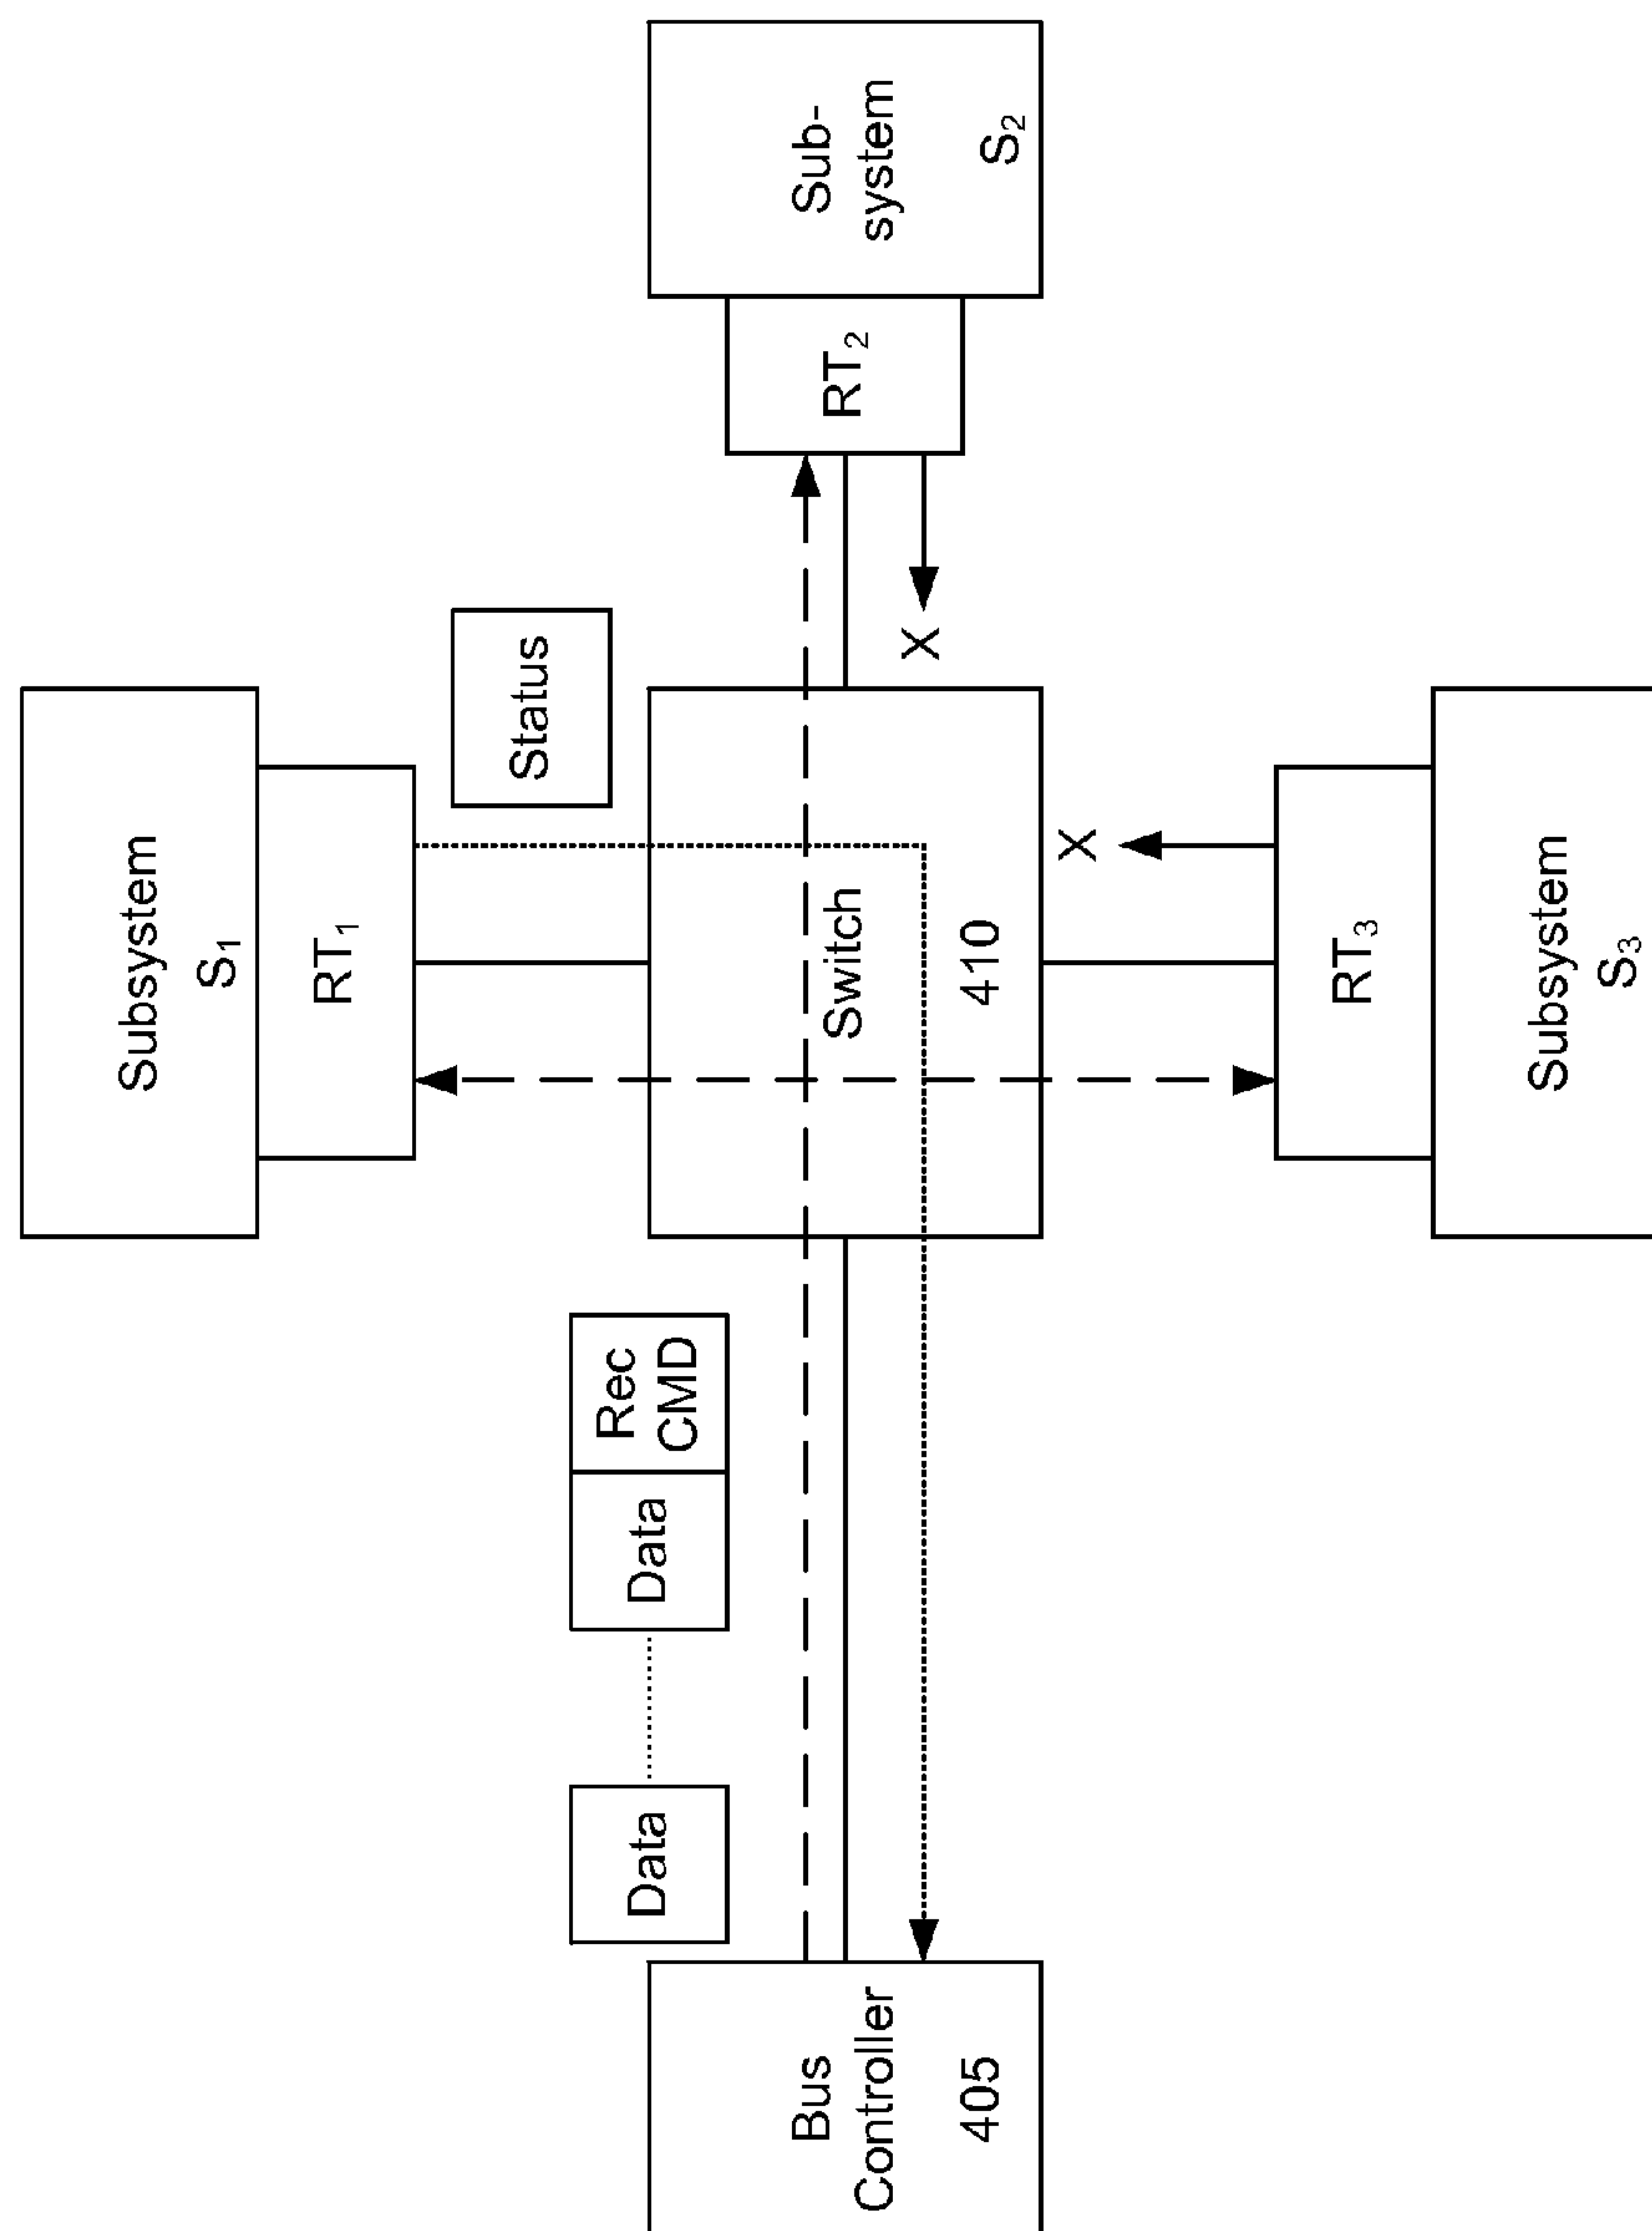 Subsystem
S₁
RT₁
Status
Data
Data
Rec
CMD
Bus
Controller
405
Switch
410
X
RT₂
Sub-
system
S₂
X
RT₃
Subsystem
S₃